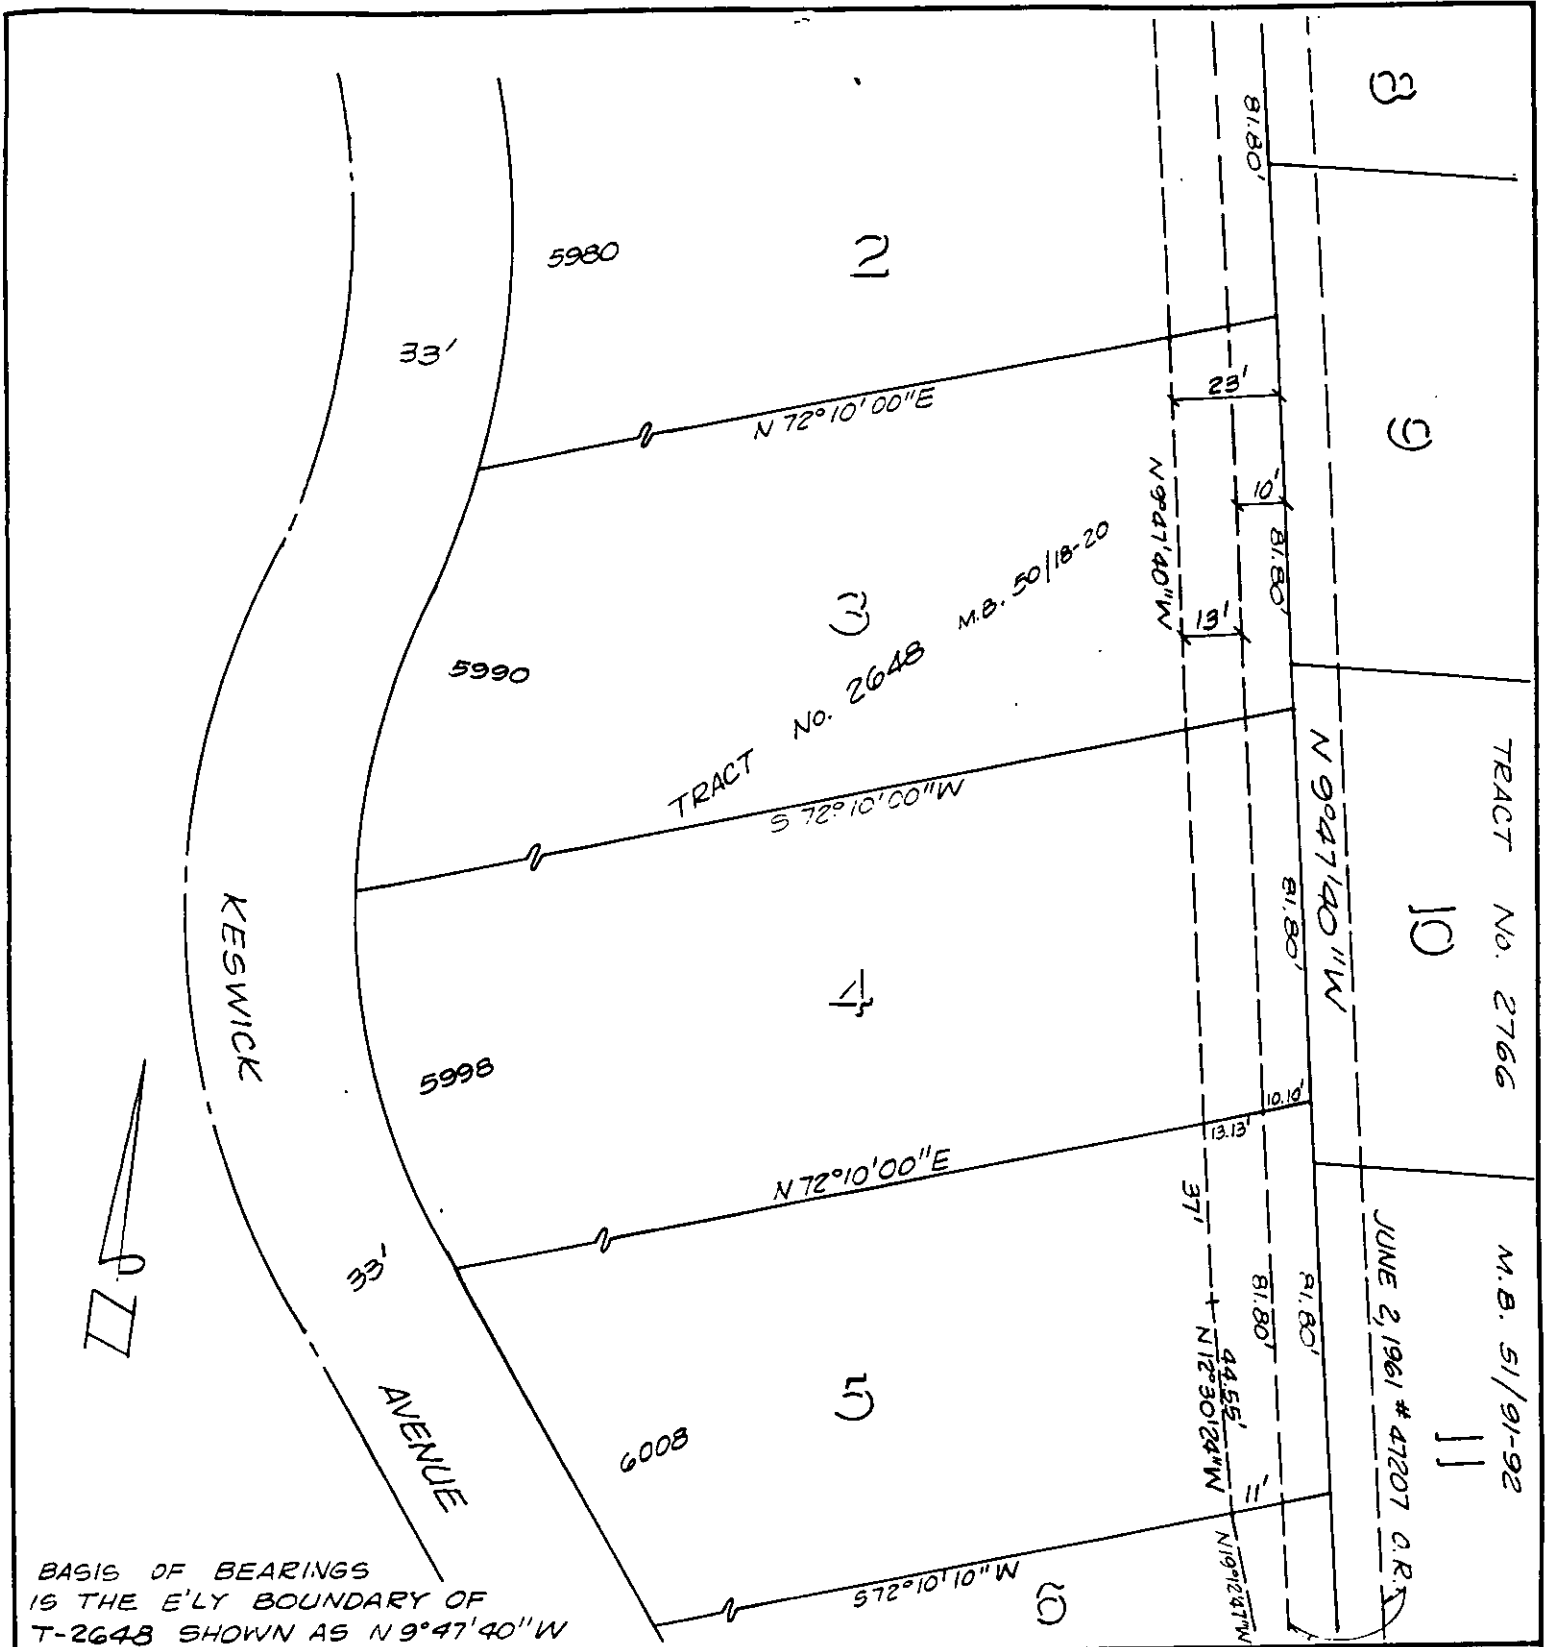 8
81.80'
5980
2
33'
23'
N 72°10'00"E
9
N 9°47'40"W
10'
81.80'
13'
3
5990
TRACT No. 2648 M.B. 50/18-20
S 72°10'00"W
N 9°47'40"W
TRACT No. 2766 M.B. 51/91-92
10
81.80'
KESWICK
4
5998
10.10'
13.13'
N 72°10'00"E
37'
33'
81.80'
81.80'
JUNE 2, 1961 # 47207 O.R.
5
44.55'
N 12°30'24"W
11
AVENUE
6008
11'
N 19°12'47"W
S 72°10'10"W
6
N
BASIS OF BEARINGS
IS THE E'LY BOUNDARY OF
T-2648 SHOWN AS N 9°47'40"W